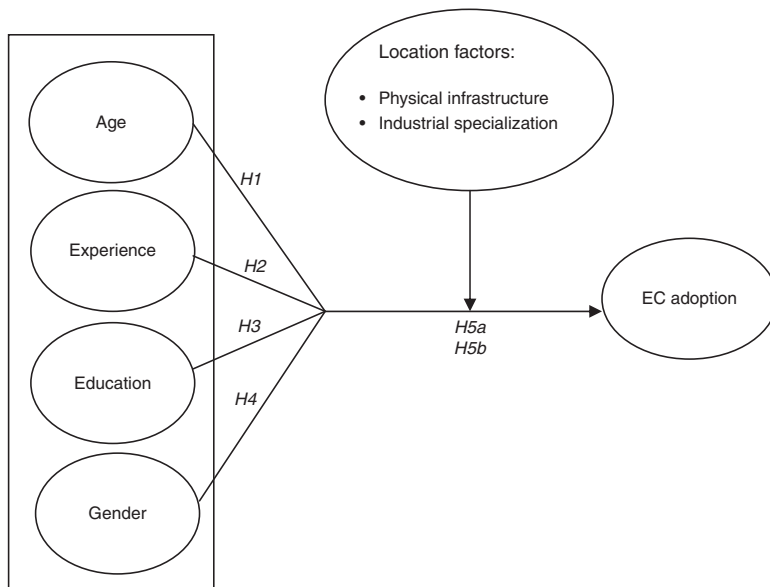 Location factors:
• Physical infrastructure
• Industrial specialization
Age
H1
Experience
H2
H3
Education
H4
Gender
H5a
H5b
EC adoption